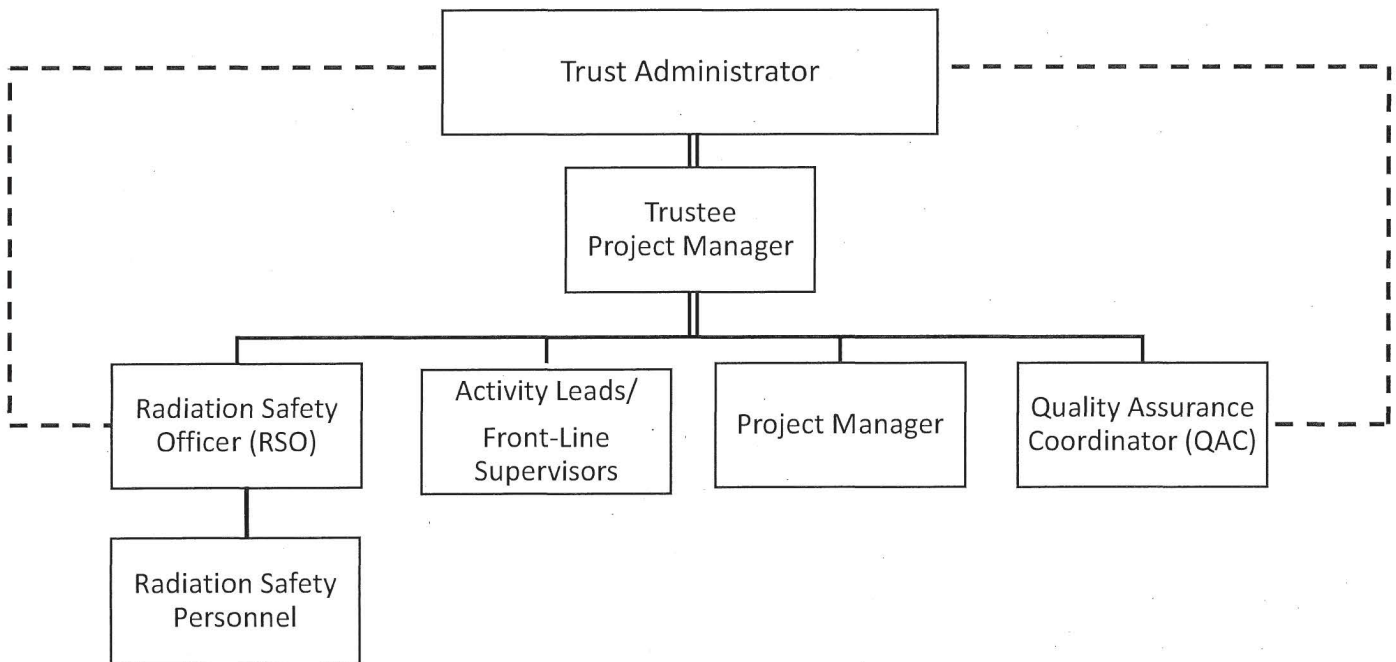 Trust Administrator
Trustee
Project Manager
Radiation Safety
Officer (RSO)
Activity Leads/
Front-Line
Supervisors
Project Manager
Quality Assurance
Coordinator (QAC)
Radiation Safety
Personnel